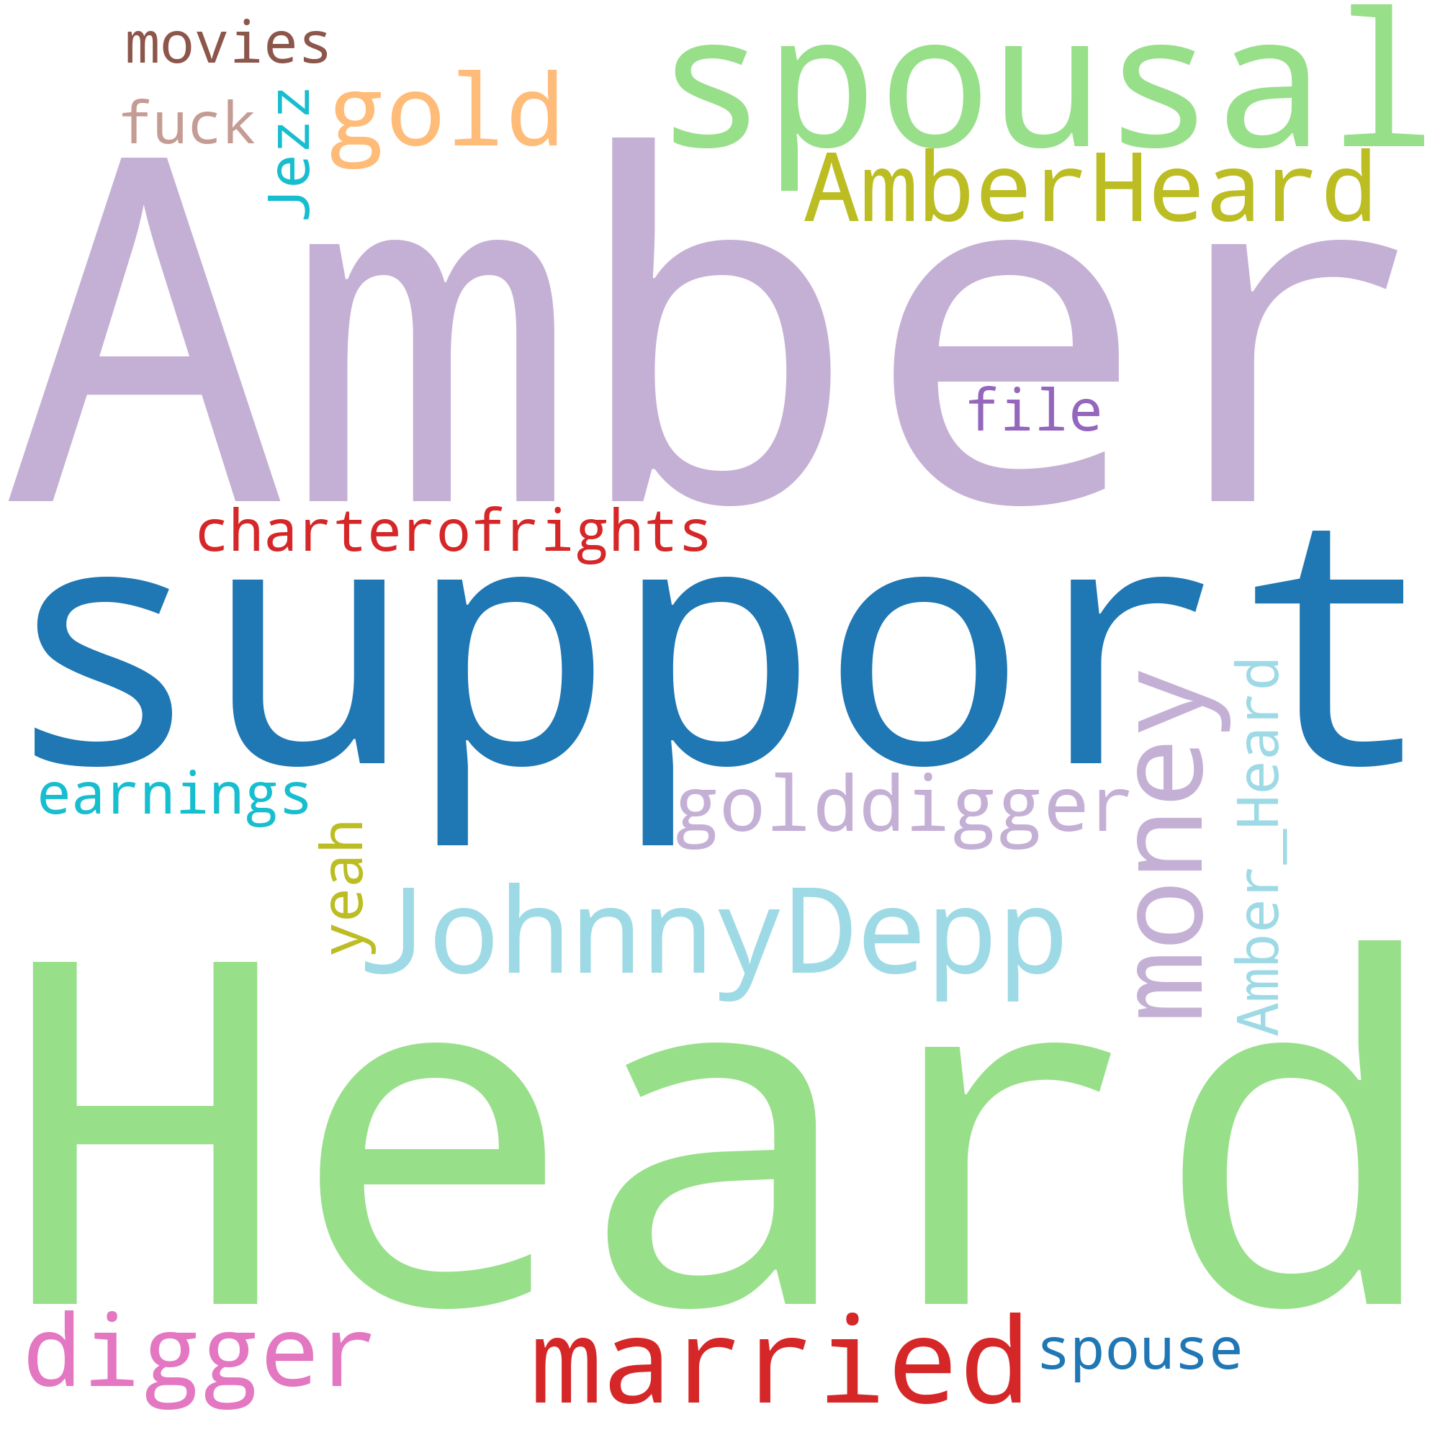 movies
spousal
fuck
Jezz
gold
AmberHeard
Amber
file
charterofrights
support
earnings
golddigger
money
Amber_Heard
yeah
JohnnyDepp
Heard
digger
married
spouse